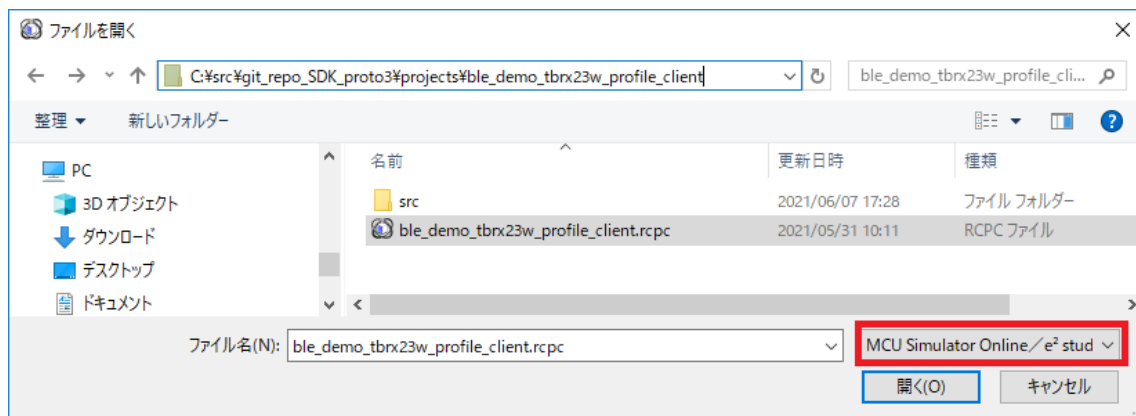 ファイルを開く
C:¥src¥git_repo_SDK_proto3¥projects¥ble_demo_tbrx23w_profile_client
ble_demo_tbrx23w_profile_cli...
整理
新しいフォルダー
PC
3D オブジェクト
ダウンロード
デスクトップ
ドキュメント
名前 更新日時 種類
src 2021/06/07 17:28 ファイル フォルダー
ble_demo_tbrx23w_profile_client.rcpc 2021/05/31 10:11 RCPC ファイル
ファイル名(N): ble_demo_tbrx23w_profile_client.rcpc
MCU Simulator Online／e² stud
開く(O) キャンセル